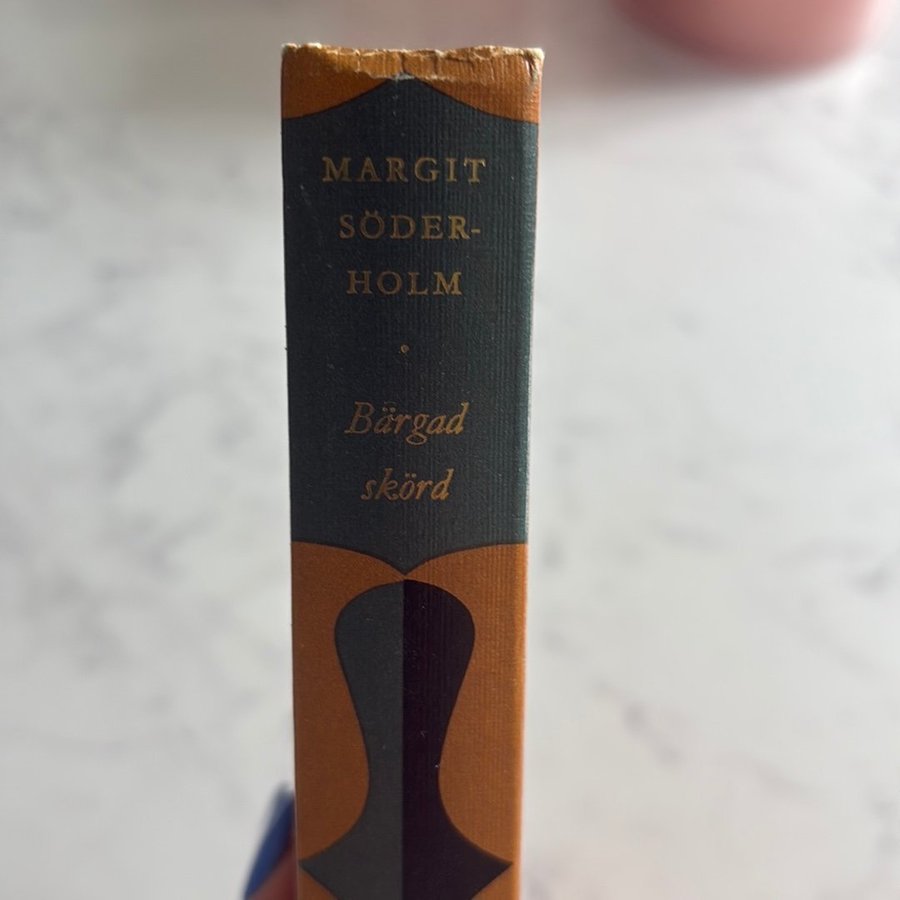 MARGIT
SÖDER-
HOLM
•
Bärgad
skörd